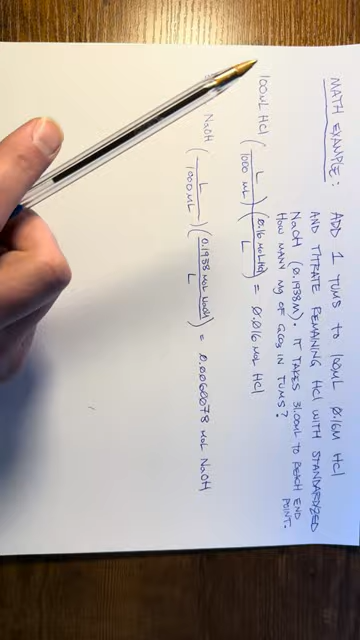 MATH EXAMPLE: ADD 1 TUMS TO 100mL 0.16M HCl
AND TITRATE REMAINING HCl WITH STANDARDIZED
NaOH (0.1938M). IT TAKES 31.00mL TO REACH END POINT.
HOW MANY MG OF CaCO3 IN TUMS?
100mL HCl (L / 1000 mL)(0.16 mol HCl / L) = 0.016 mol HCl
NaOH (L / 1000 mL)(0.1938 mol NaOH / L) = 0.0060078 mol NaOH